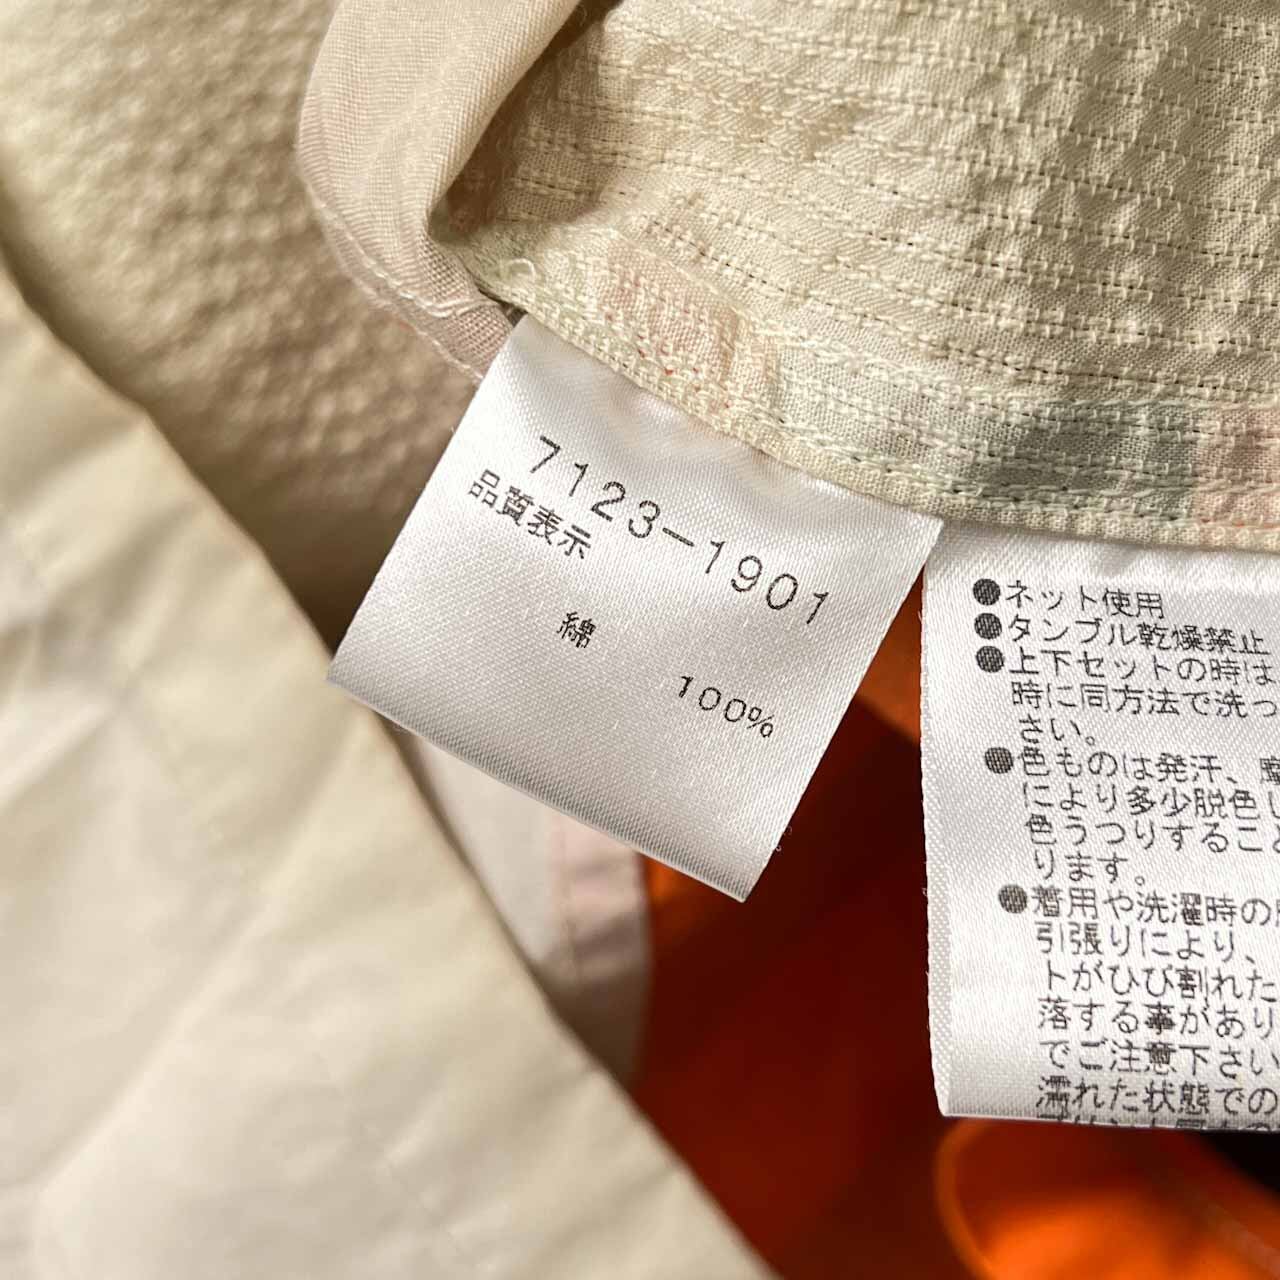 7123-1901
品質表示
綿
100%
●ネット使用
●タンブル乾燥禁止
●上下セットの時は
時に同方法で洗っ
さい。
●色ものは発汗、摩
により多少脱色し
色うつりすること
ります。
●着用や洗濯時の
引張りにより、
トがひび割れた
落する事があり
でご注意下さい
濡れた状態での